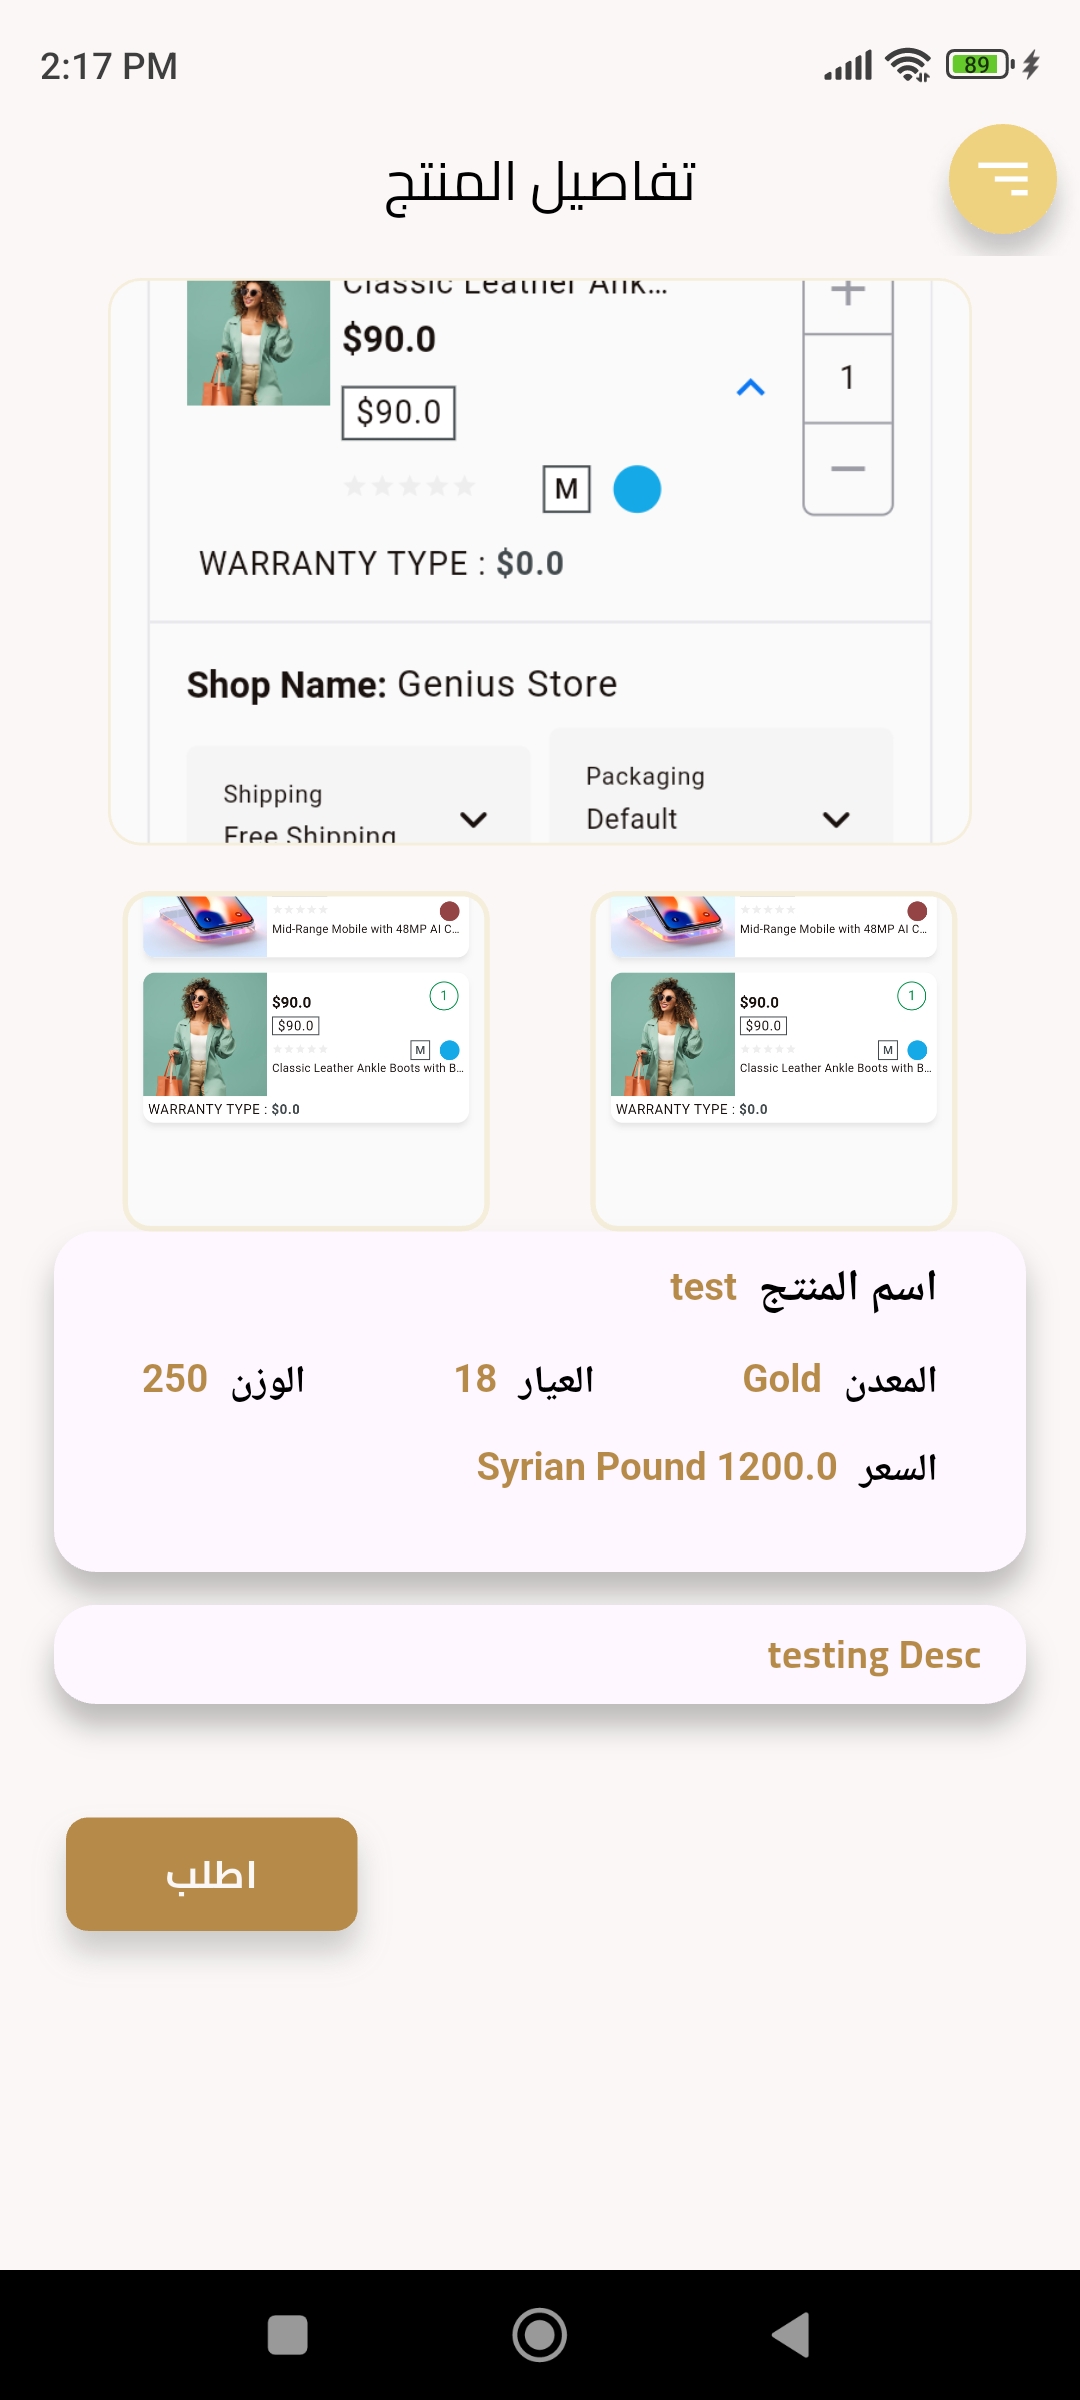 2:17 PM
89
تفاصيل المنتج
Classic Leather Ank...
$90.0
$90.0
1
M
WARRANTY TYPE : $0.0
Shop Name: Genius Store
Shipping
Free Shipping
Packaging
Default
Mid-Range Mobile with 48MP AI C...
$90.0
1
$90.0
M
Classic Leather Ankle Boots with B...
WARRANTY TYPE : $0.0
Mid-Range Mobile with 48MP AI C...
$90.0
1
$90.0
M
Classic Leather Ankle Boots with B...
WARRANTY TYPE : $0.0
اسم المنتج test
المعدن Gold العيار 18 الوزن 250
السعر Syrian Pound 1200.0
testing Desc
اطلب